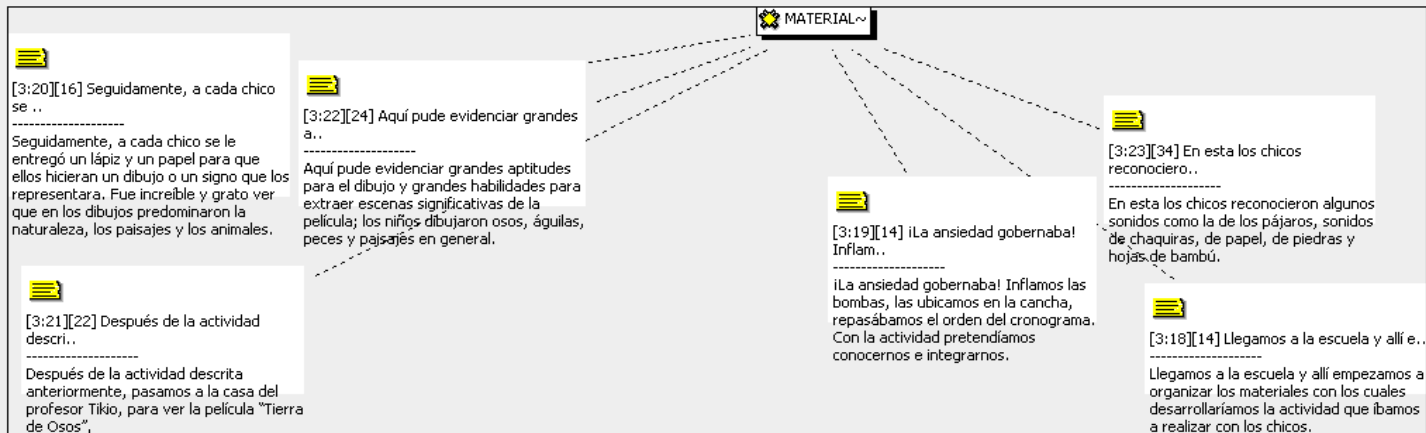 MATERIAL~
[3:20][16] Seguidamente, a cada chico
se ..
--------------------
Seguidamente, a cada chico se le
entregó un lápiz y un papel para que
ellos hicieran un dibujo o un signo que los
representara. Fue increíble y grato ver
que en los dibujos predominaron la
naturaleza, los paisajes y los animales.
[3:22][24] Aquí pude evidenciar grandes
a..
--------------------
Aquí pude evidenciar grandes aptitudes
para el dibujo y grandes habilidades para
extraer escenas significativas de la
película; los niños dibujaron osos, águilas,
peces y paisajes en general.
[3:21][22] Después de la actividad
descri..
--------------------
Después de la actividad descrita
anteriormente, pasamos a la casa del
profesor Tikio, para ver la película "Tierra
de Osos",
[3:19][14] ¡La ansiedad gobernaba!
Inflam..
--------------------
¡La ansiedad gobernaba! Inflamos las
bombas, las ubicamos en la cancha,
repasábamos el orden del cronograma.
Con la actividad pretendíamos
conocernos e integrarnos.
[3:23][34] En esta los chicos
reconociero..
--------------------
En esta los chicos reconocieron algunos
sonidos como la de los pájaros, sonidos
de chaquiras, de papel, de piedras y
hojas de bambú.
[3:18][14] Llegamos a la escuela y allí e..
--------------------
Llegamos a la escuela y allí empezamos a
organizar los materiales con los cuales
desarrollaríamos la actividad que íbamos
a realizar con los chicos.